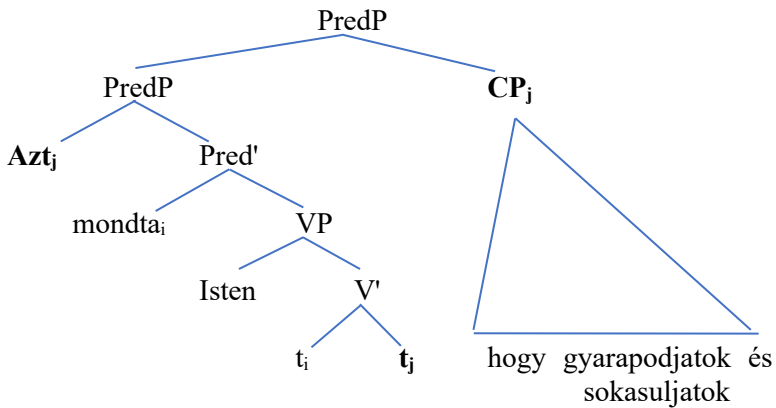 PredP
PredP CPⱼ
Aztⱼ Pred'
mondtaᵢ VP
Isten V'
tᵢ tⱼ hogy gyarapodjatok és
sokasuljatok